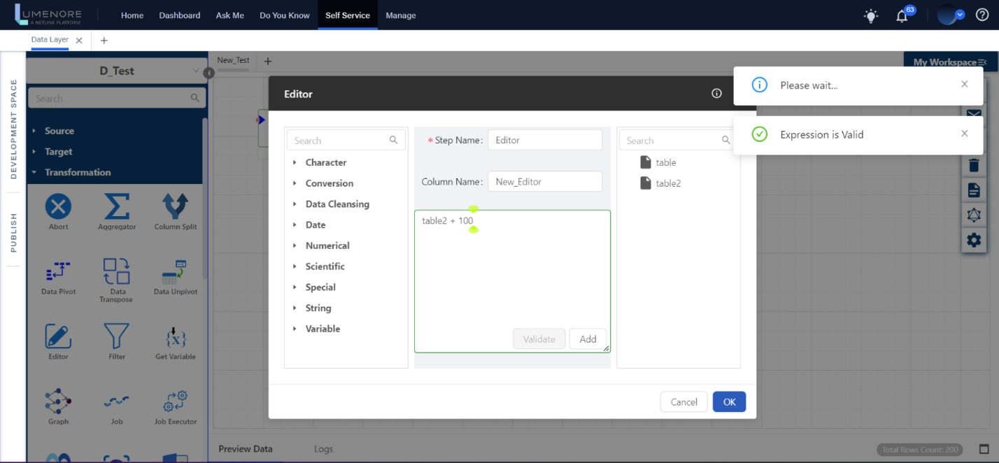 LUMENORE
A NETLINK PLATFORM
Home
Dashboard
Ask Me
Do You Know
Self Service
Manage
63
Data Layer
DEVELOPMENT SPACE
PUBLISH
D_Test
Search
Source
Target
Transformation
Abort
Aggregator
Column Split
Data Pivot
Data
Transpose
Data Unpivot
Editor
Filter
Get Variable
Graph
Job
Job Executor
New_Test
My Workspace
Editor
Search
Character
Conversion
Data Cleansing
Date
Numerical
Scientific
Special
String
Variable
* Step Name:
Editor
Column Name:
New_Editor
table2 + 100
Validate
Add
Search
table
table2
Cancel
OK
Please wait...
Expression is Valid
Preview Data
Logs
Total Rows Count: 200